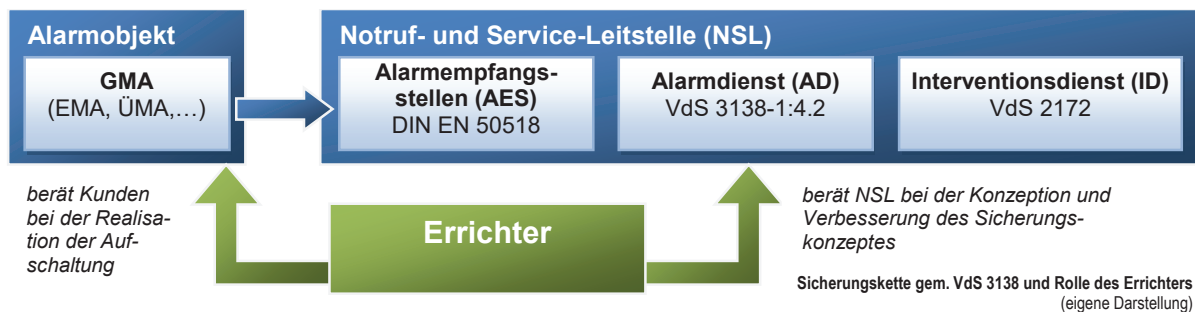 Alarmobjekt
GMA
(EMA, ÜMA,…)
Notruf- und Service-Leitstelle (NSL)
Alarmempfangs-
stellen (AES)
DIN EN 50518
Alarmdienst (AD)
VdS 3138-1:4.2
Interventionsdienst (ID)
VdS 2172
berät Kunden
bei der Realisa-
tion der Auf-
schaltung
Errichter
berät NSL bei der Konzeption und
Verbesserung des Sicherungs-
konzeptes
Sicherungskette gem. VdS 3138 und Rolle des Errichters
(eigene Darstellung)